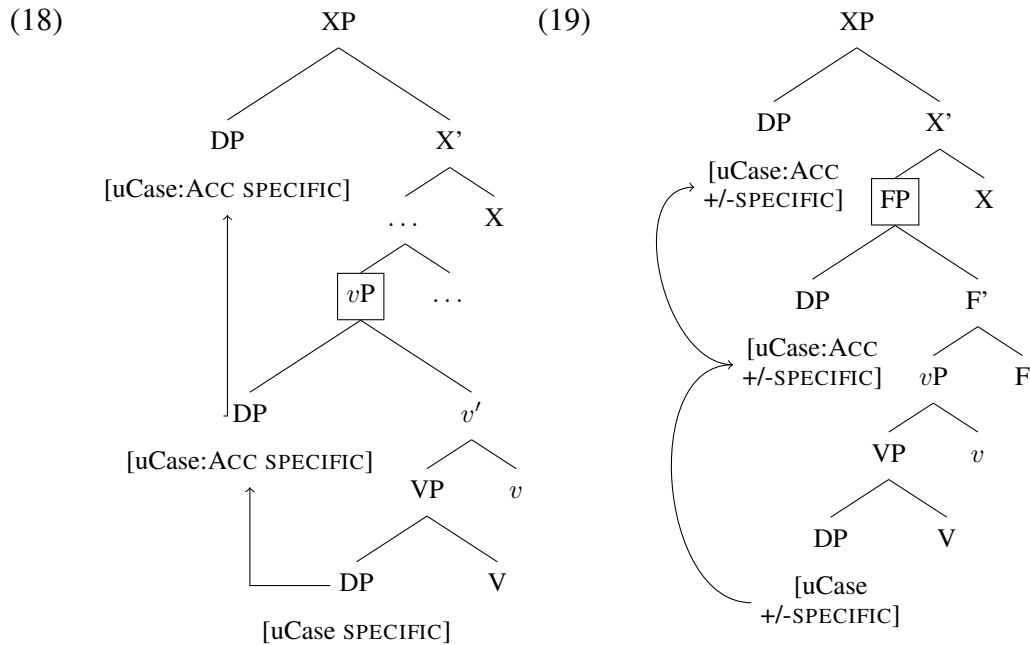 (18)
XP
DP X'
[uCase:ACC SPECIFIC]
... X
vP ...
DP v′
[uCase:ACC SPECIFIC]
VP v
DP V
[uCase SPECIFIC]
(19)
XP
DP X'
[uCase:ACC
+/-SPECIFIC]
FP X
DP F'
[uCase:ACC
+/-SPECIFIC]
vP F
VP v
DP V
[uCase
+/-SPECIFIC]